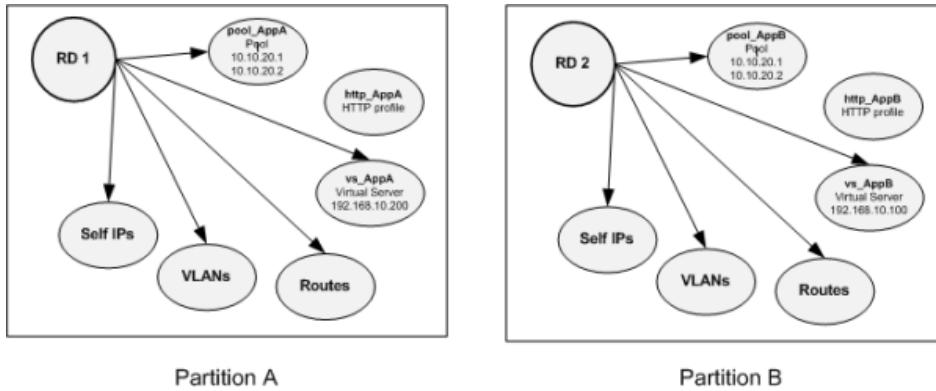 RD 1
pool_AppA
Pool
10.10.20.1
10.10.20.2
http_AppA
HTTP profile
vs_AppA
Virtual Server
192.168.10.200
Self IPs
VLANs
Routes
Partition A
RD 2
pool_AppB
Pool
10.10.20.1
10.10.20.2
http_AppB
HTTP profile
vs_AppB
Virtual Server
192.168.10.100
Self IPs
VLANs
Routes
Partition B